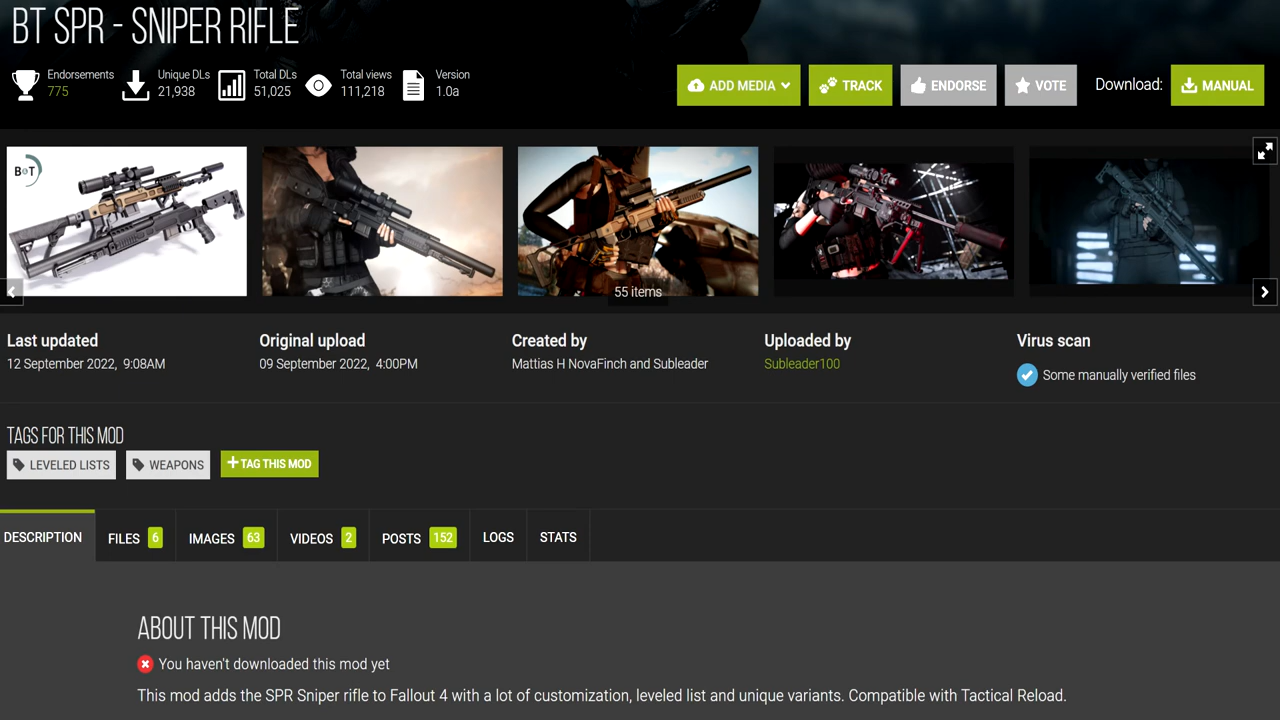 BT SPR - SNIPER RIFLE
Endorsements
775
Unique DLs
21,938
Total DLs
51,025
Total views
111,218
Version
1.0a
ADD MEDIA
TRACK
ENDORSE
VOTE
Download:
MANUAL
B&T
55 items
Last updated
12 September 2022, 9:08AM
Original upload
09 September 2022, 4:00PM
Created by
Mattias H NovaFinch and Subleader
Uploaded by
Subleader100
Virus scan
Some manually verified files
TAGS FOR THIS MOD
LEVELED LISTS
WEAPONS
+ TAG THIS MOD
DESCRIPTION
FILES 6
IMAGES 63
VIDEOS 2
POSTS 152
LOGS
STATS
ABOUT THIS MOD
You haven't downloaded this mod yet
This mod adds the SPR Sniper rifle to Fallout 4 with a lot of customization, leveled list and unique variants. Compatible with Tactical Reload.